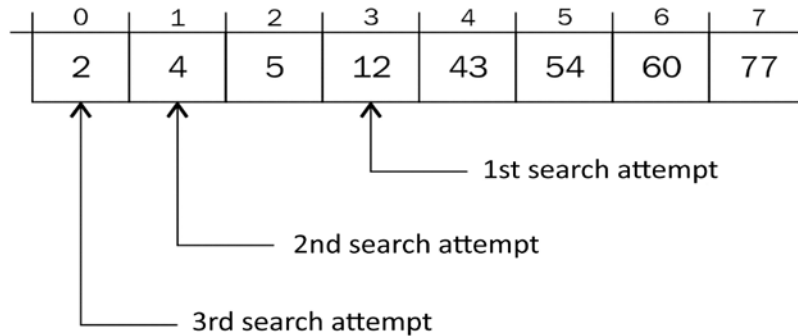 0 1 2 3 4 5 6 7
2 4 5 12 43 54 60 77
1st search attempt
2nd search attempt
3rd search attempt